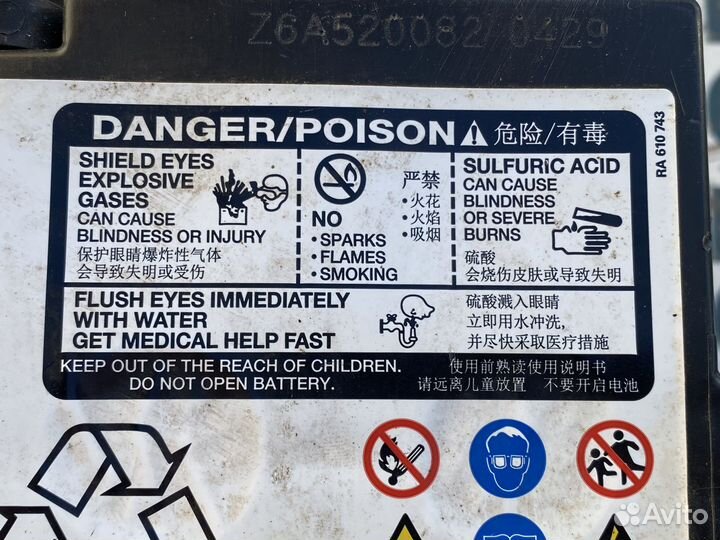 Z6A520082/0429
RA 610 743
DANGER/POISON 危险/有毒
SHIELD EYES
EXPLOSIVE
GASES
CAN CAUSE
BLINDNESS OR INJURY
保护眼睛爆炸性气体
会导致失明或受伤
NO
• SPARKS
• FLAMES
• SMOKING
严禁
• 火花
• 火焰
• 吸烟
SULFURIC ACID
CAN CAUSE
BLINDNESS
OR SEVERE
BURNS
硫酸
会烧伤皮肤或导致失明
FLUSH EYES IMMEDIATELY
WITH WATER
GET MEDICAL HELP FAST
硫酸溅入眼睛
立即用水冲洗,
并尽快采取医疗措施
KEEP OUT OF THE REACH OF CHILDREN.
DO NOT OPEN BATTERY.
使用前熟读使用说明书
请远离儿童放置 不要开启电池
Avito